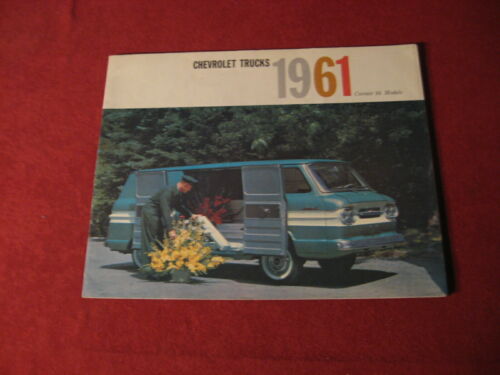 CHEVROLET TRUCKS 1961
Corvair 95 Models